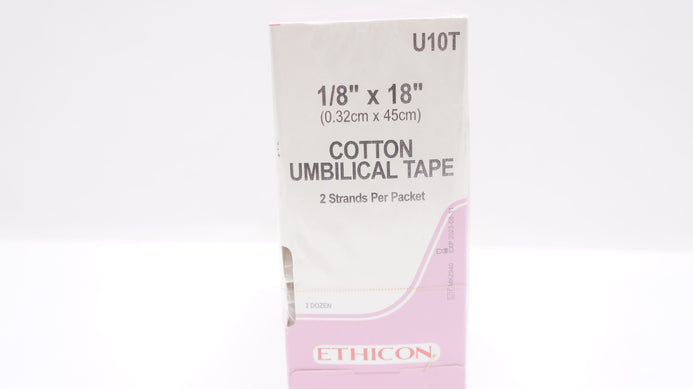 U10T
1/8" x 18"
(0.32cm x 45cm)
COTTON
UMBILICAL TAPE
2 Strands Per Packet
2 DOZEN
ETHICON